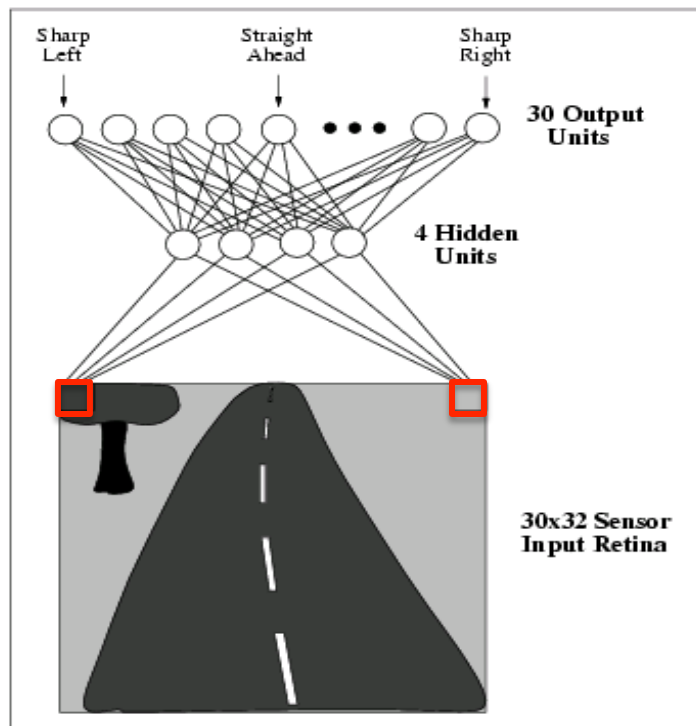 Sharp
Left
Straight
Ahead
Sharp
Right
30 Output
Units
4 Hidden
Units
30x32 Sensor
Input Retina